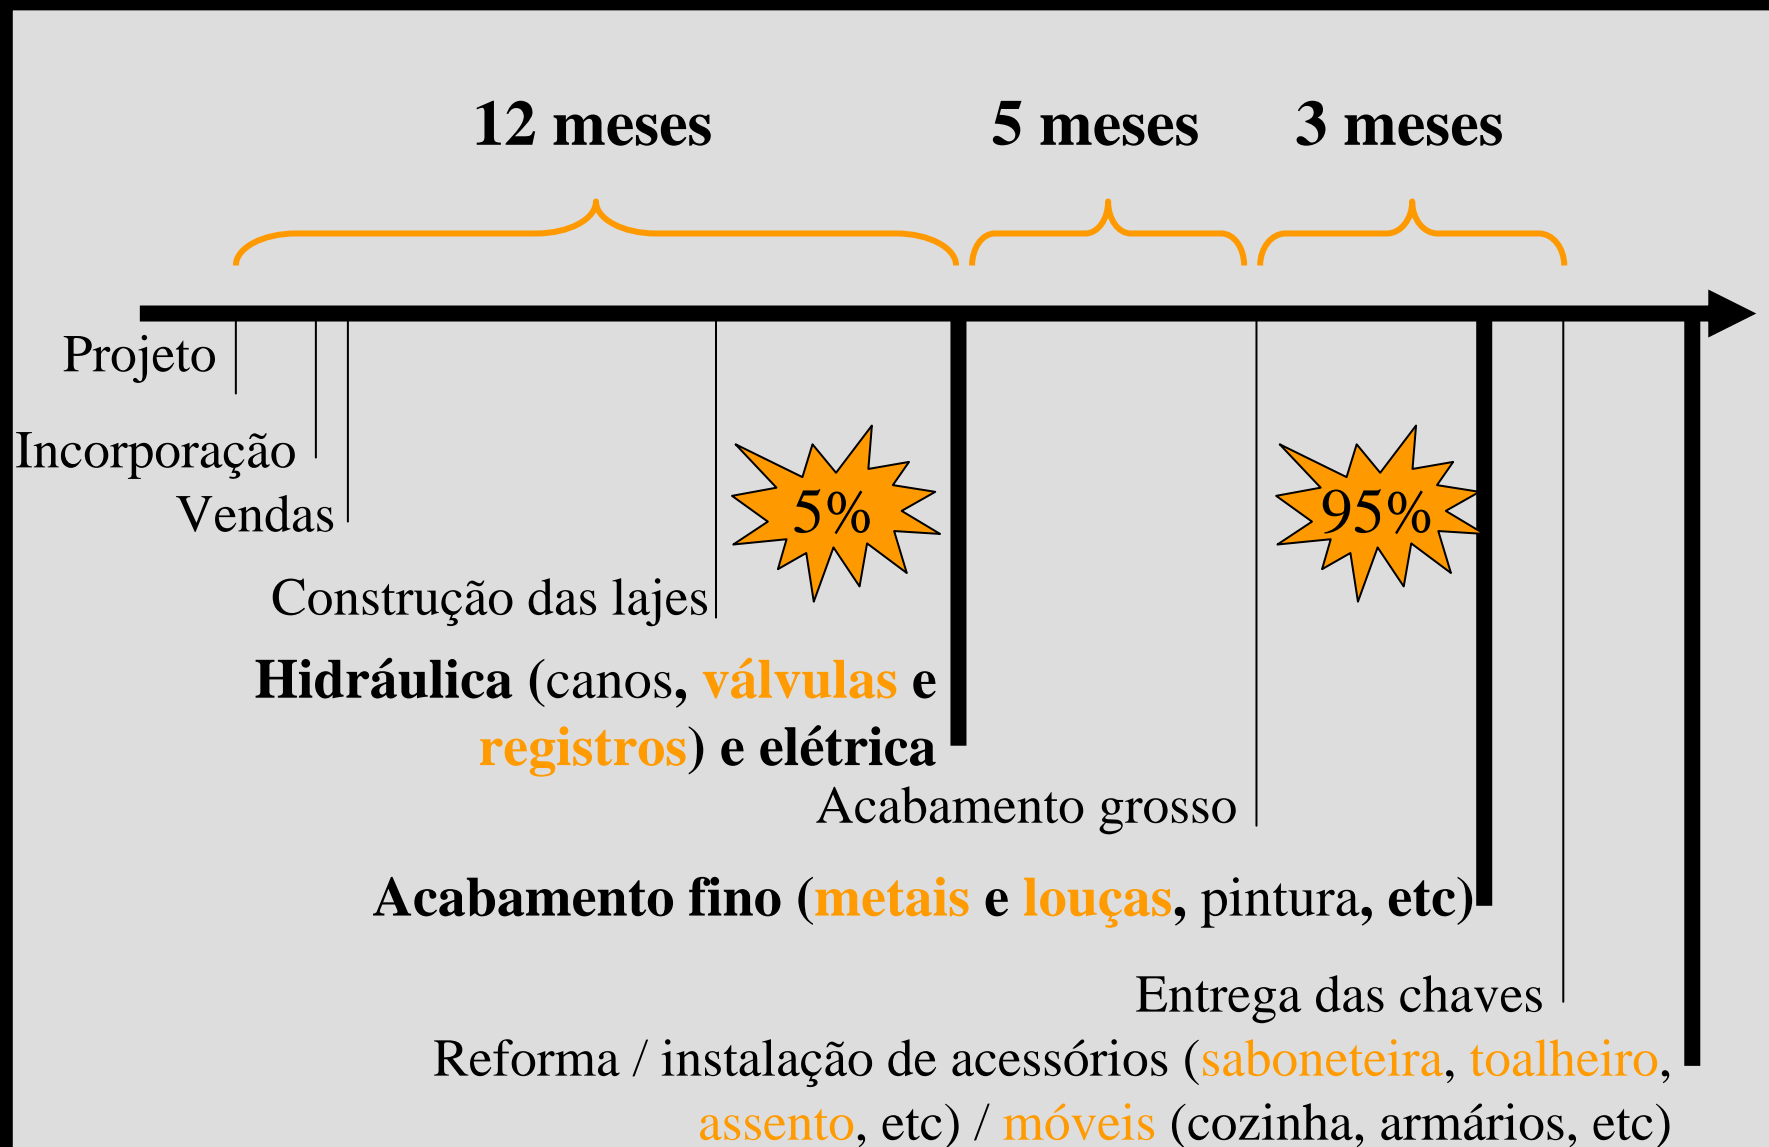 12 meses
5 meses
3 meses
Projeto
Incorporação
Vendas
5%
95%
Construção das lajes
Hidráulica (canos, válvulas e
registros) e elétrica
Acabamento grosso
Acabamento fino (metais e louças, pintura, etc)
Entrega das chaves
Reforma / instalação de acessórios (saboneteira, toalheiro,
assento, etc) / móveis (cozinha, armários, etc)